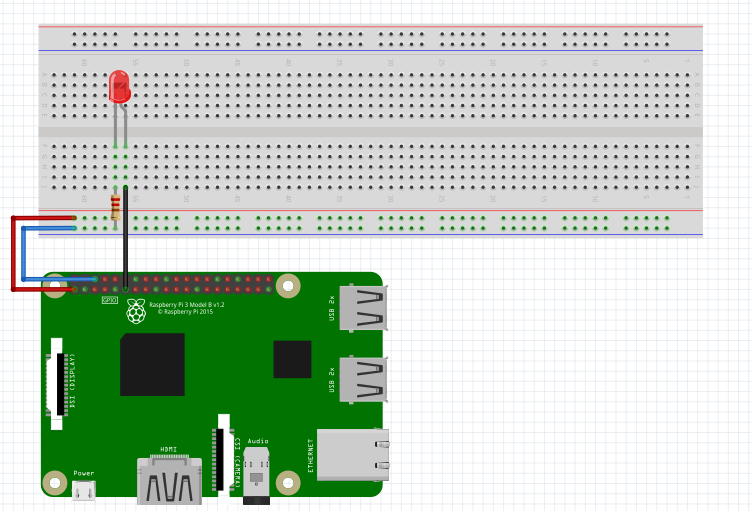 GPIO
Raspberry Pi 3 Model B v1.2
© Raspberry Pi 2015
USB 2x
USB 2x
DSI (DISPLAY)
HDMI
CSI (CAMERA)
Audio
ETHERNET
Power